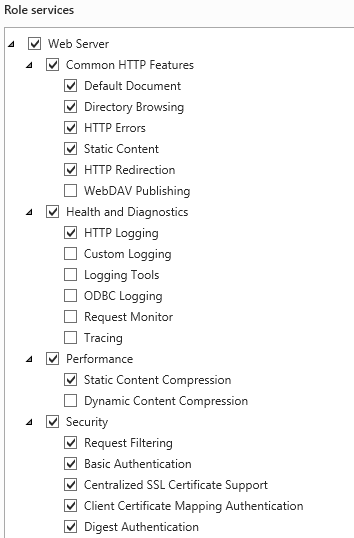 Role services
Web Server
Common HTTP Features
Default Document
Directory Browsing
HTTP Errors
Static Content
HTTP Redirection
WebDAV Publishing
Health and Diagnostics
HTTP Logging
Custom Logging
Logging Tools
ODBC Logging
Request Monitor
Tracing
Performance
Static Content Compression
Dynamic Content Compression
Security
Request Filtering
Basic Authentication
Centralized SSL Certificate Support
Client Certificate Mapping Authentication
Digest Authentication